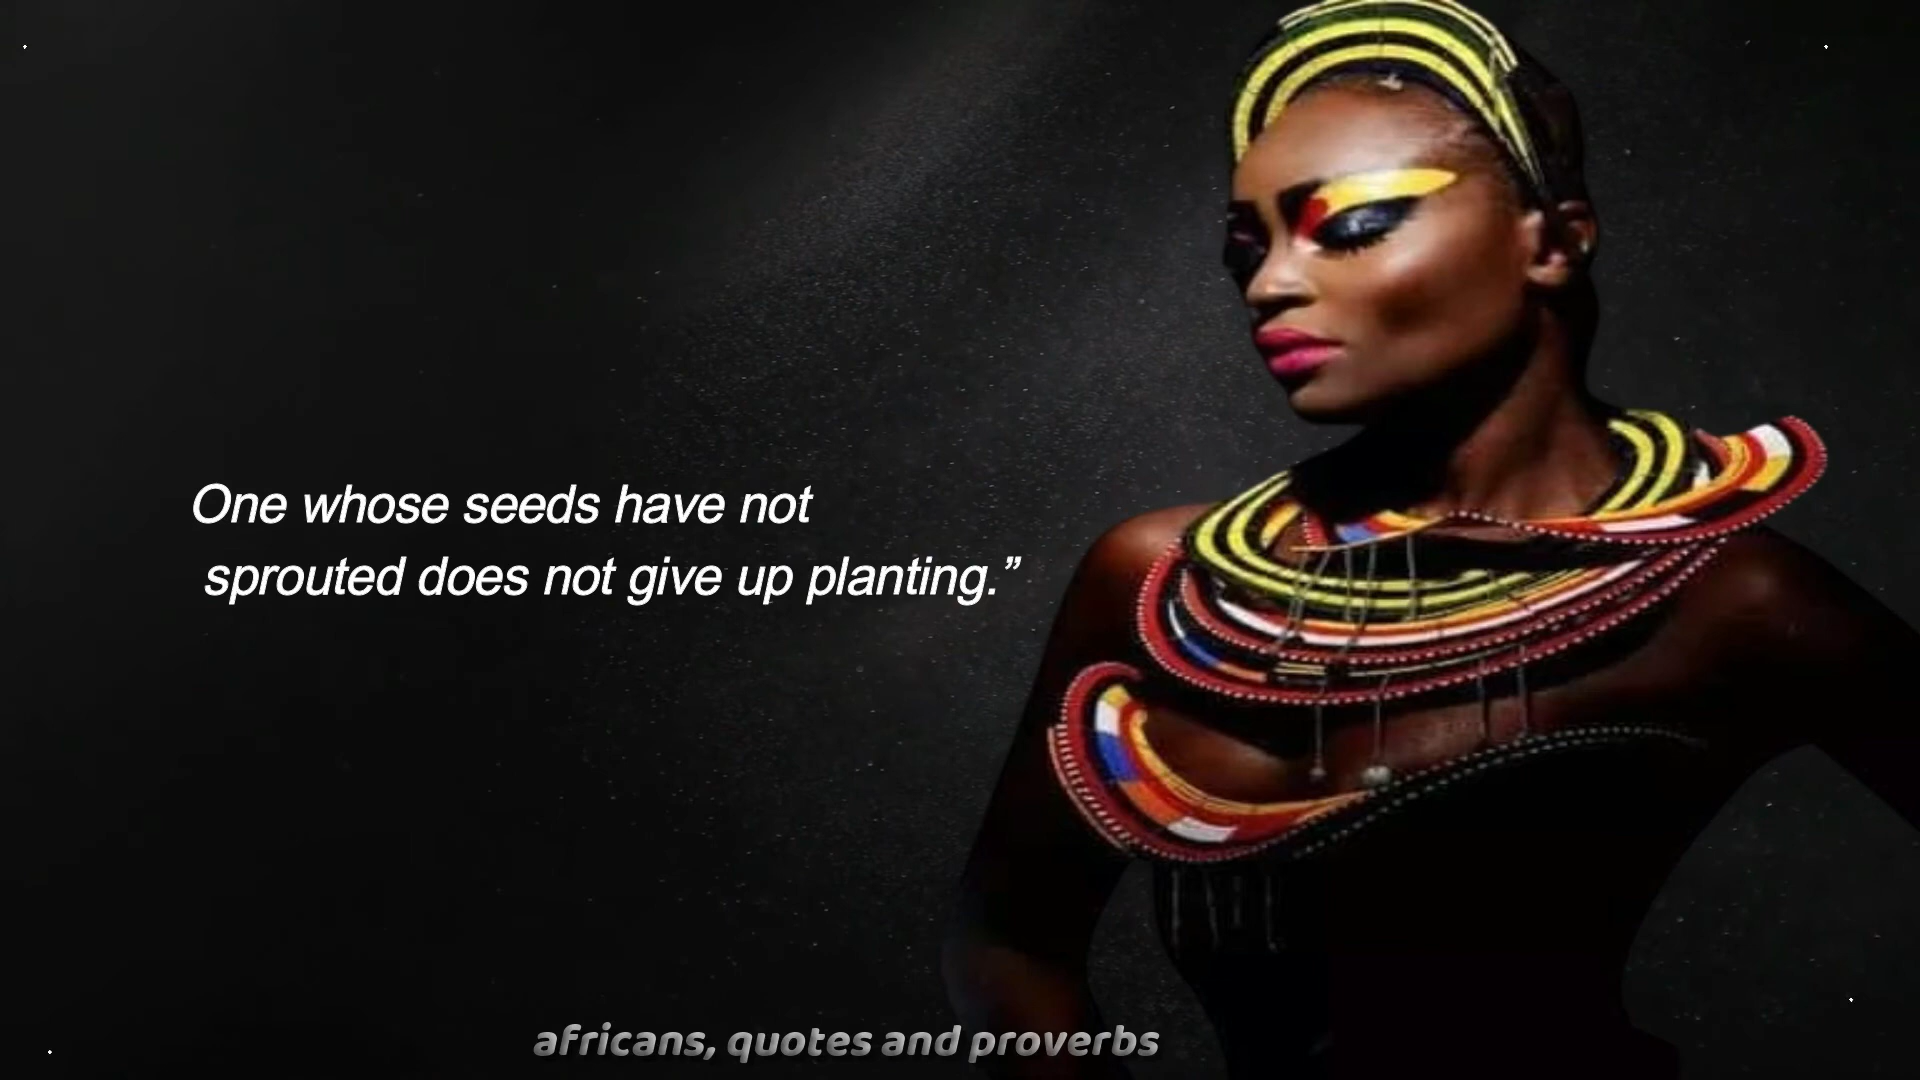 One whose seeds have not
sprouted does not give up planting.”
africans, quotes and proverbs